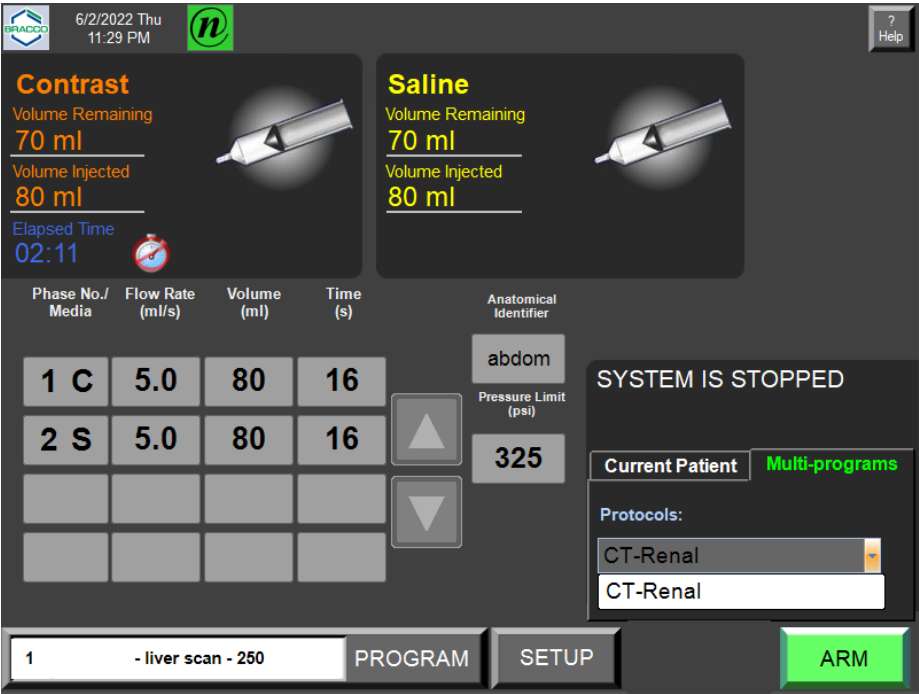 BRACCO
6/2/2022 Thu
11:29 PM
n
?
Help
Contrast
Volume Remaining
70 ml
Volume Injected
80 ml
Elapsed Time
02:11
Saline
Volume Remaining
70 ml
Volume Injected
80 ml
Phase No./ Flow Rate Volume Time
Media (ml/s) (ml) (s)
1 C 5.0 80 16
2 S 5.0 80 16
Anatomical
Identifier
abdom
Pressure Limit
(psi)
325
SYSTEM IS STOPPED
Current Patient Multi-programs
Protocols:
CT-Renal
CT-Renal
1 - liver scan - 250 PROGRAM SETUP ARM